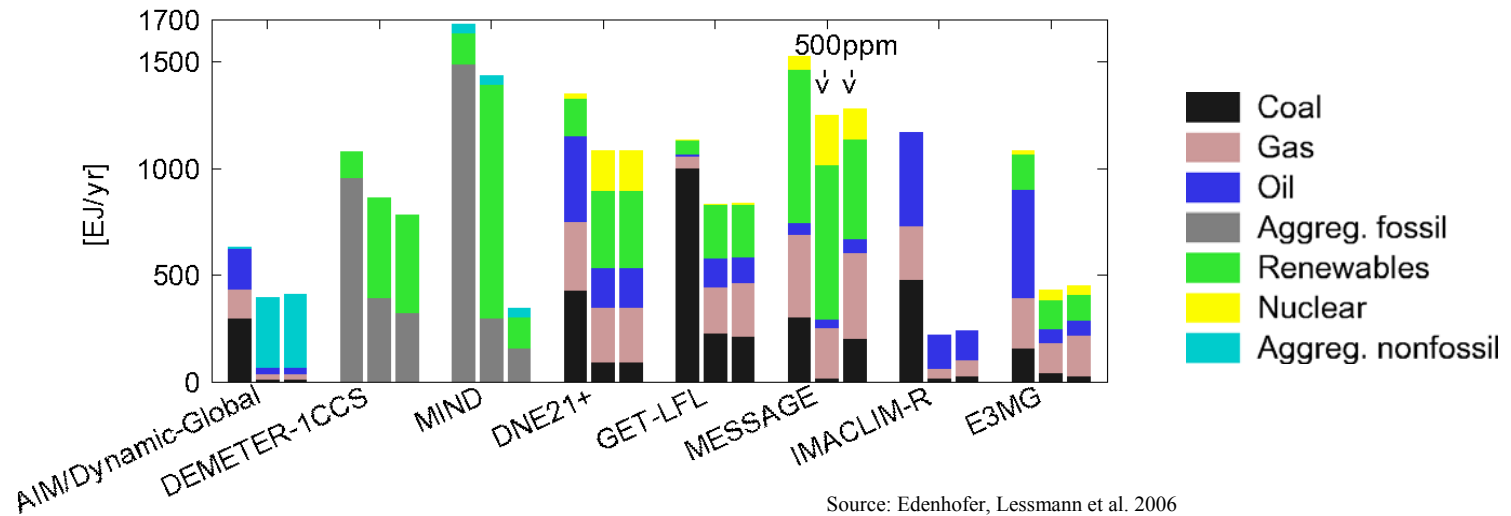 1700
1500
1000
500
0
[EJ/yr]
500ppm
AIM/Dynamic-Global
DEMETER-1CCS
MIND
DNE21+
GET-LFL
MESSAGE
IMACLIM-R
E3MG
Coal
Gas
Oil
Aggreg. fossil
Renewables
Nuclear
Aggreg. nonfossil
Source: Edenhofer, Lessmann et al. 2006